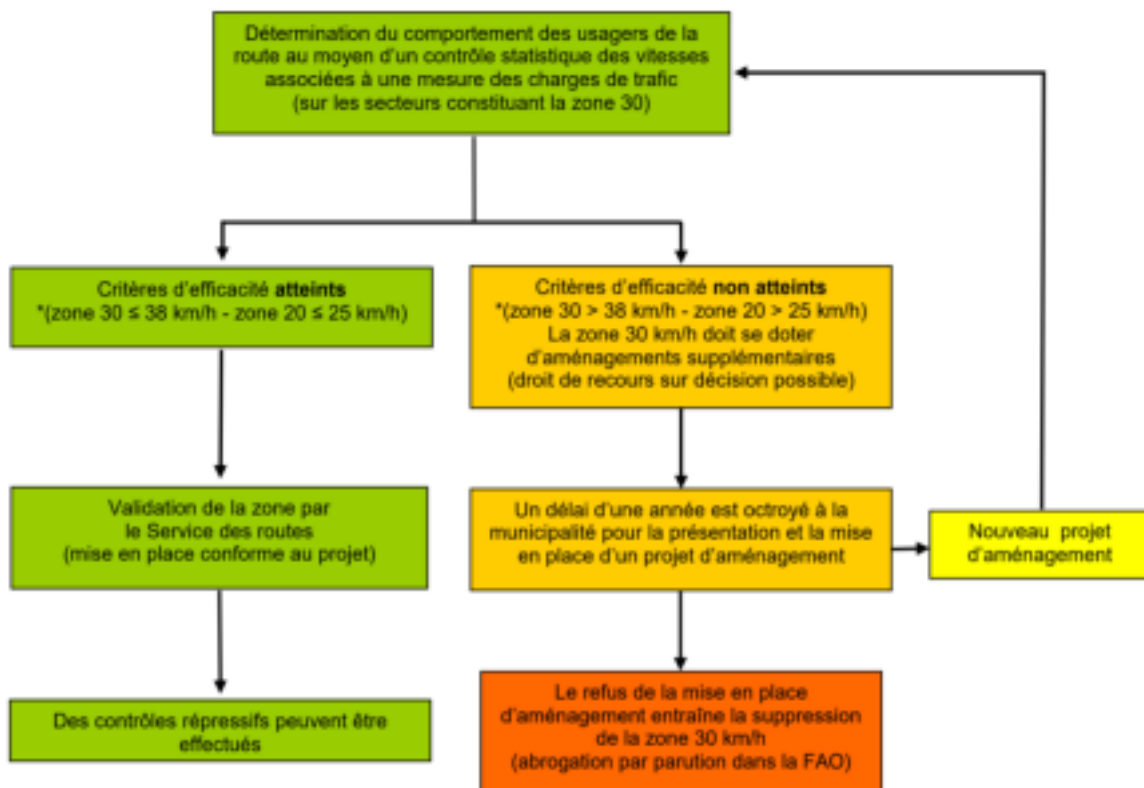 Détermination du comportement des usagers de la
route au moyen d'un contrôle statistique des vitesses
associées à une mesure des charges de trafic
(sur les secteurs constituant la zone 30)
Critères d'efficacité atteints
*(zone 30 ≤ 38 km/h - zone 20 ≤ 25 km/h)
Critères d'efficacité non atteints
*(zone 30 > 38 km/h - zone 20 > 25 km/h)
La zone 30 km/h doit se doter
d'aménagements supplémentaires
(droit de recours sur décision possible)
Validation de la zone par
le Service des routes
(mise en place conforme au projet)
Un délai d'une année est octroyé à la
municipalité pour la présentation et la mise
en place d'un projet d'aménagement
Nouveau projet
d'aménagement
Des contrôles répressifs peuvent être
effectués
Le refus de la mise en place
d'aménagement entraîne la suppression
de la zone 30 km/h
(abrogation par parution dans la FAO)